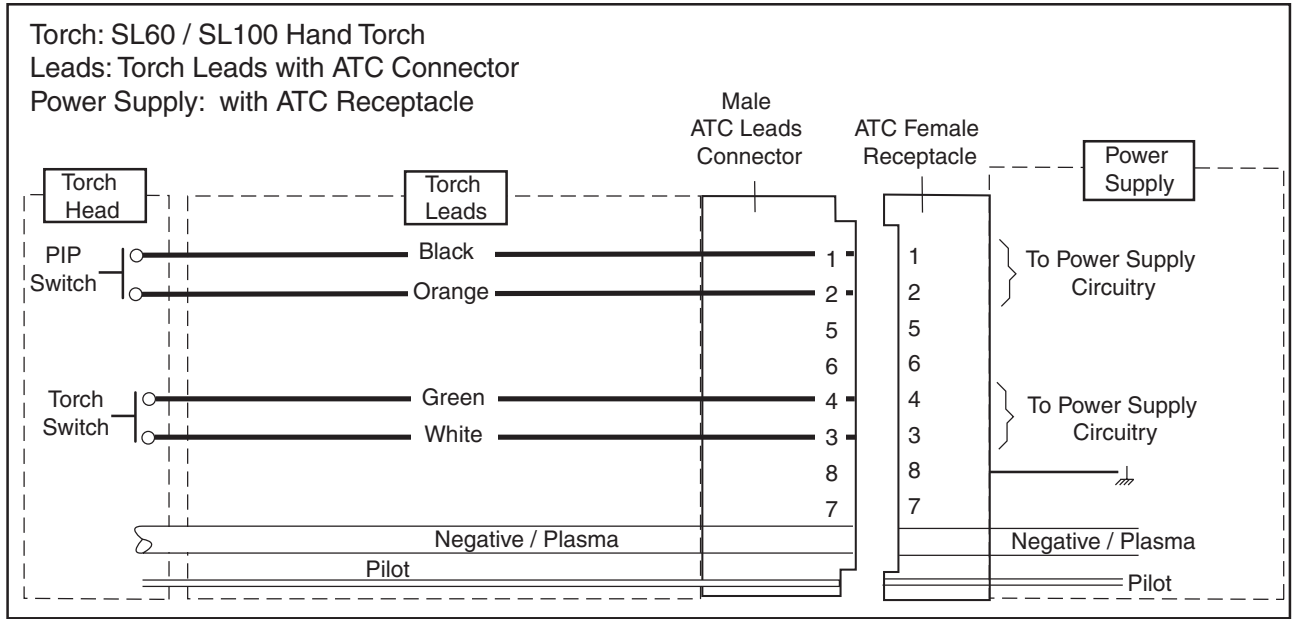 Torch: SL60 / SL100 Hand Torch
Leads: Torch Leads with ATC Connector
Power Supply:  with ATC Receptacle
Male
ATC Leads
Connector
ATC Female
Receptacle
Power
Supply
Torch
Head
Torch
Leads
PIP
Switch
Black
1
1
To Power Supply
Circuitry
Orange
2
2
5
5
6
6
Torch
Switch
Green
4
4
To Power Supply
Circuitry
White
3
3
8
8
7
7
Negative / Plasma
Negative / Plasma
Pilot
Pilot